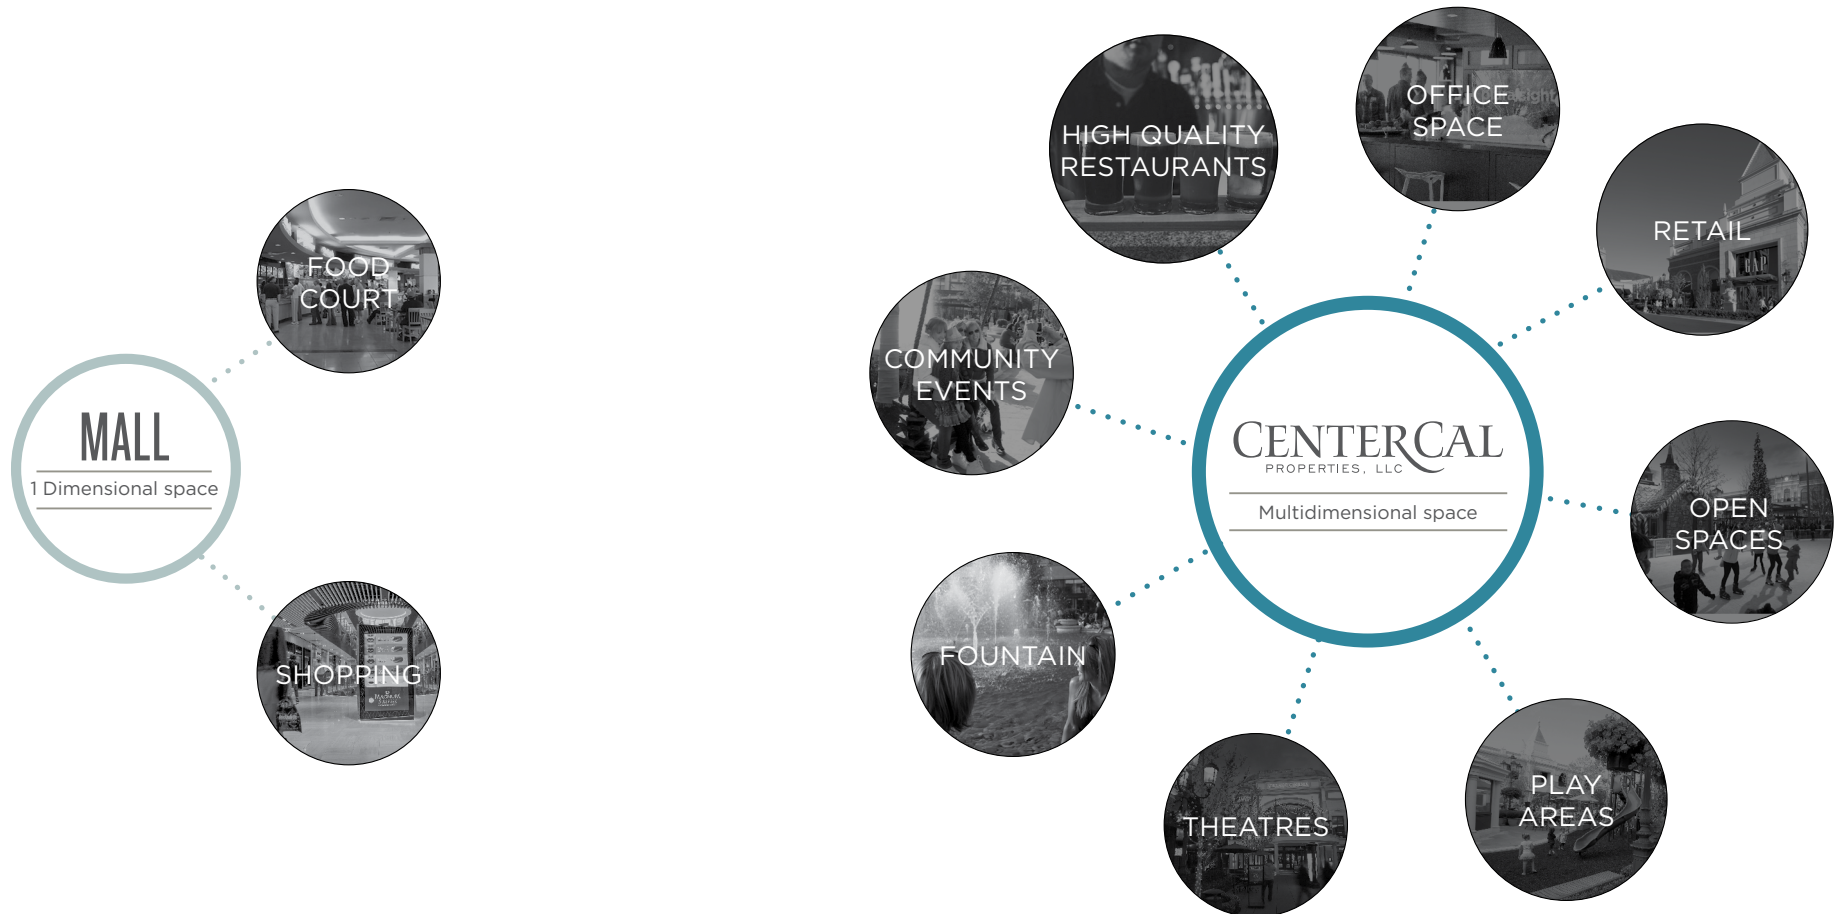 FOOD
COURT
MALL
1 Dimensional space
SHOPPING
HIGH QUALITY
RESTAURANTS
OFFICE
SPACE
RETAIL
GAP
COMMUNITY
EVENTS
CENTERCAL
PROPERTIES, LLC
Multidimensional space
OPEN
SPACES
FOUNTAIN
THEATRES
PLAY
AREAS